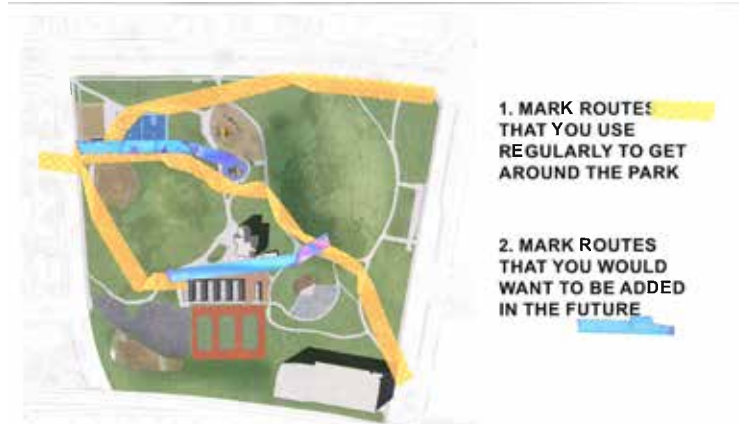 1. MARK ROUTES
THAT YOU USE
REGULARLY TO GET
AROUND THE PARK
2. MARK ROUTES
THAT YOU WOULD
WANT TO BE ADDED
IN THE FUTURE